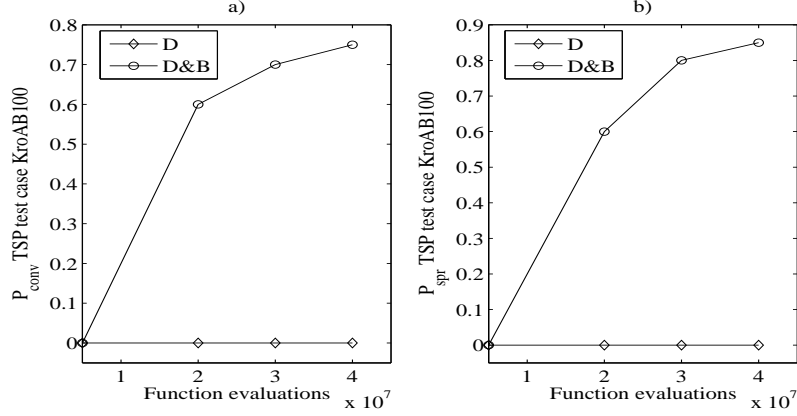 a)
P_conv TSP test case KroAB100
0.8
0.7
0.6
0.5
0.4
0.3
0.2
0.1
0
D
D&B
1 2 3 4
Function evaluations
x 10^7
b)
P_spr TSP test case KroAB100
0.9
0.8
0.7
0.6
0.5
0.4
0.3
0.2
0.1
0
D
D&B
1 2 3 4
Function evaluations
x 10^7